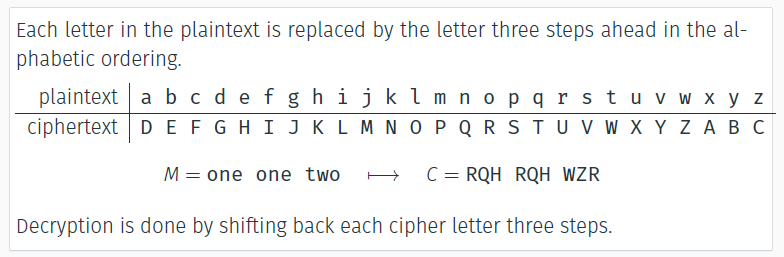 Each letter in the plaintext is replaced by the letter three steps ahead in the al-
phabetic ordering.
plaintext a b c d e f g h i j k l m n o p q r s t u v w x y z
ciphertext D E F G H I J K L M N O P Q R S T U V W X Y Z A B C
M = one one two ⟼ C = RQH RQH WZR
Decryption is done by shifting back each cipher letter three steps.